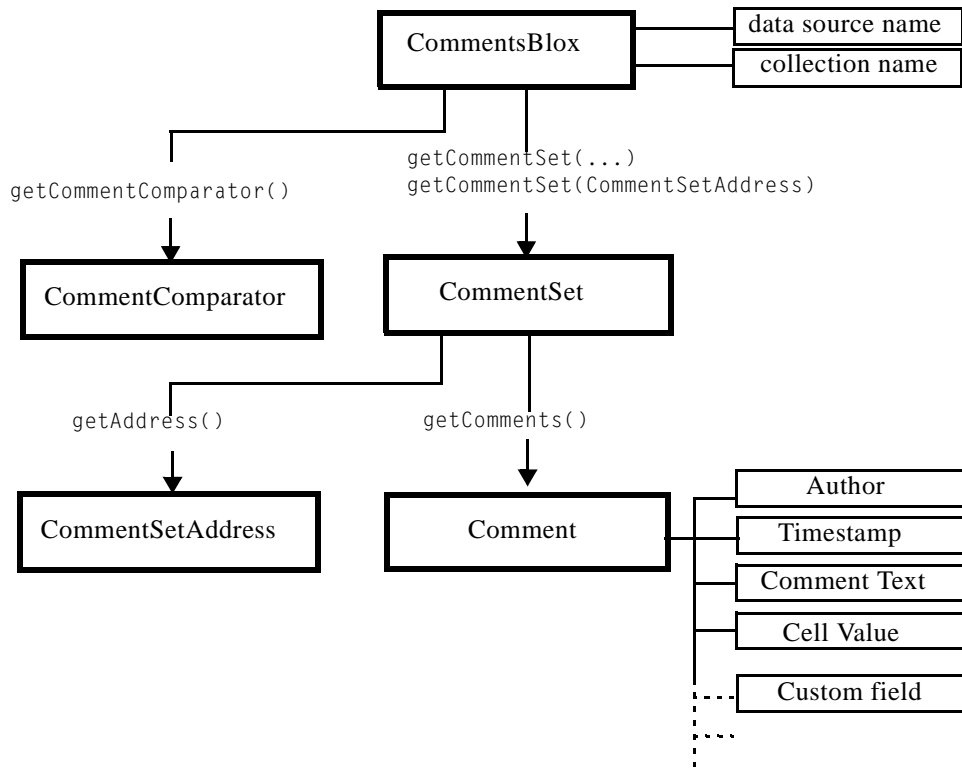 CommentsBlox
data source name
collection name
getCommentSet(...)
getCommentComparator()
getCommentSet(CommentSetAddress)
CommentComparator
CommentSet
getAddress()
getComments()
CommentSetAddress
Comment
Author
Timestamp
Comment Text
Cell Value
Custom field